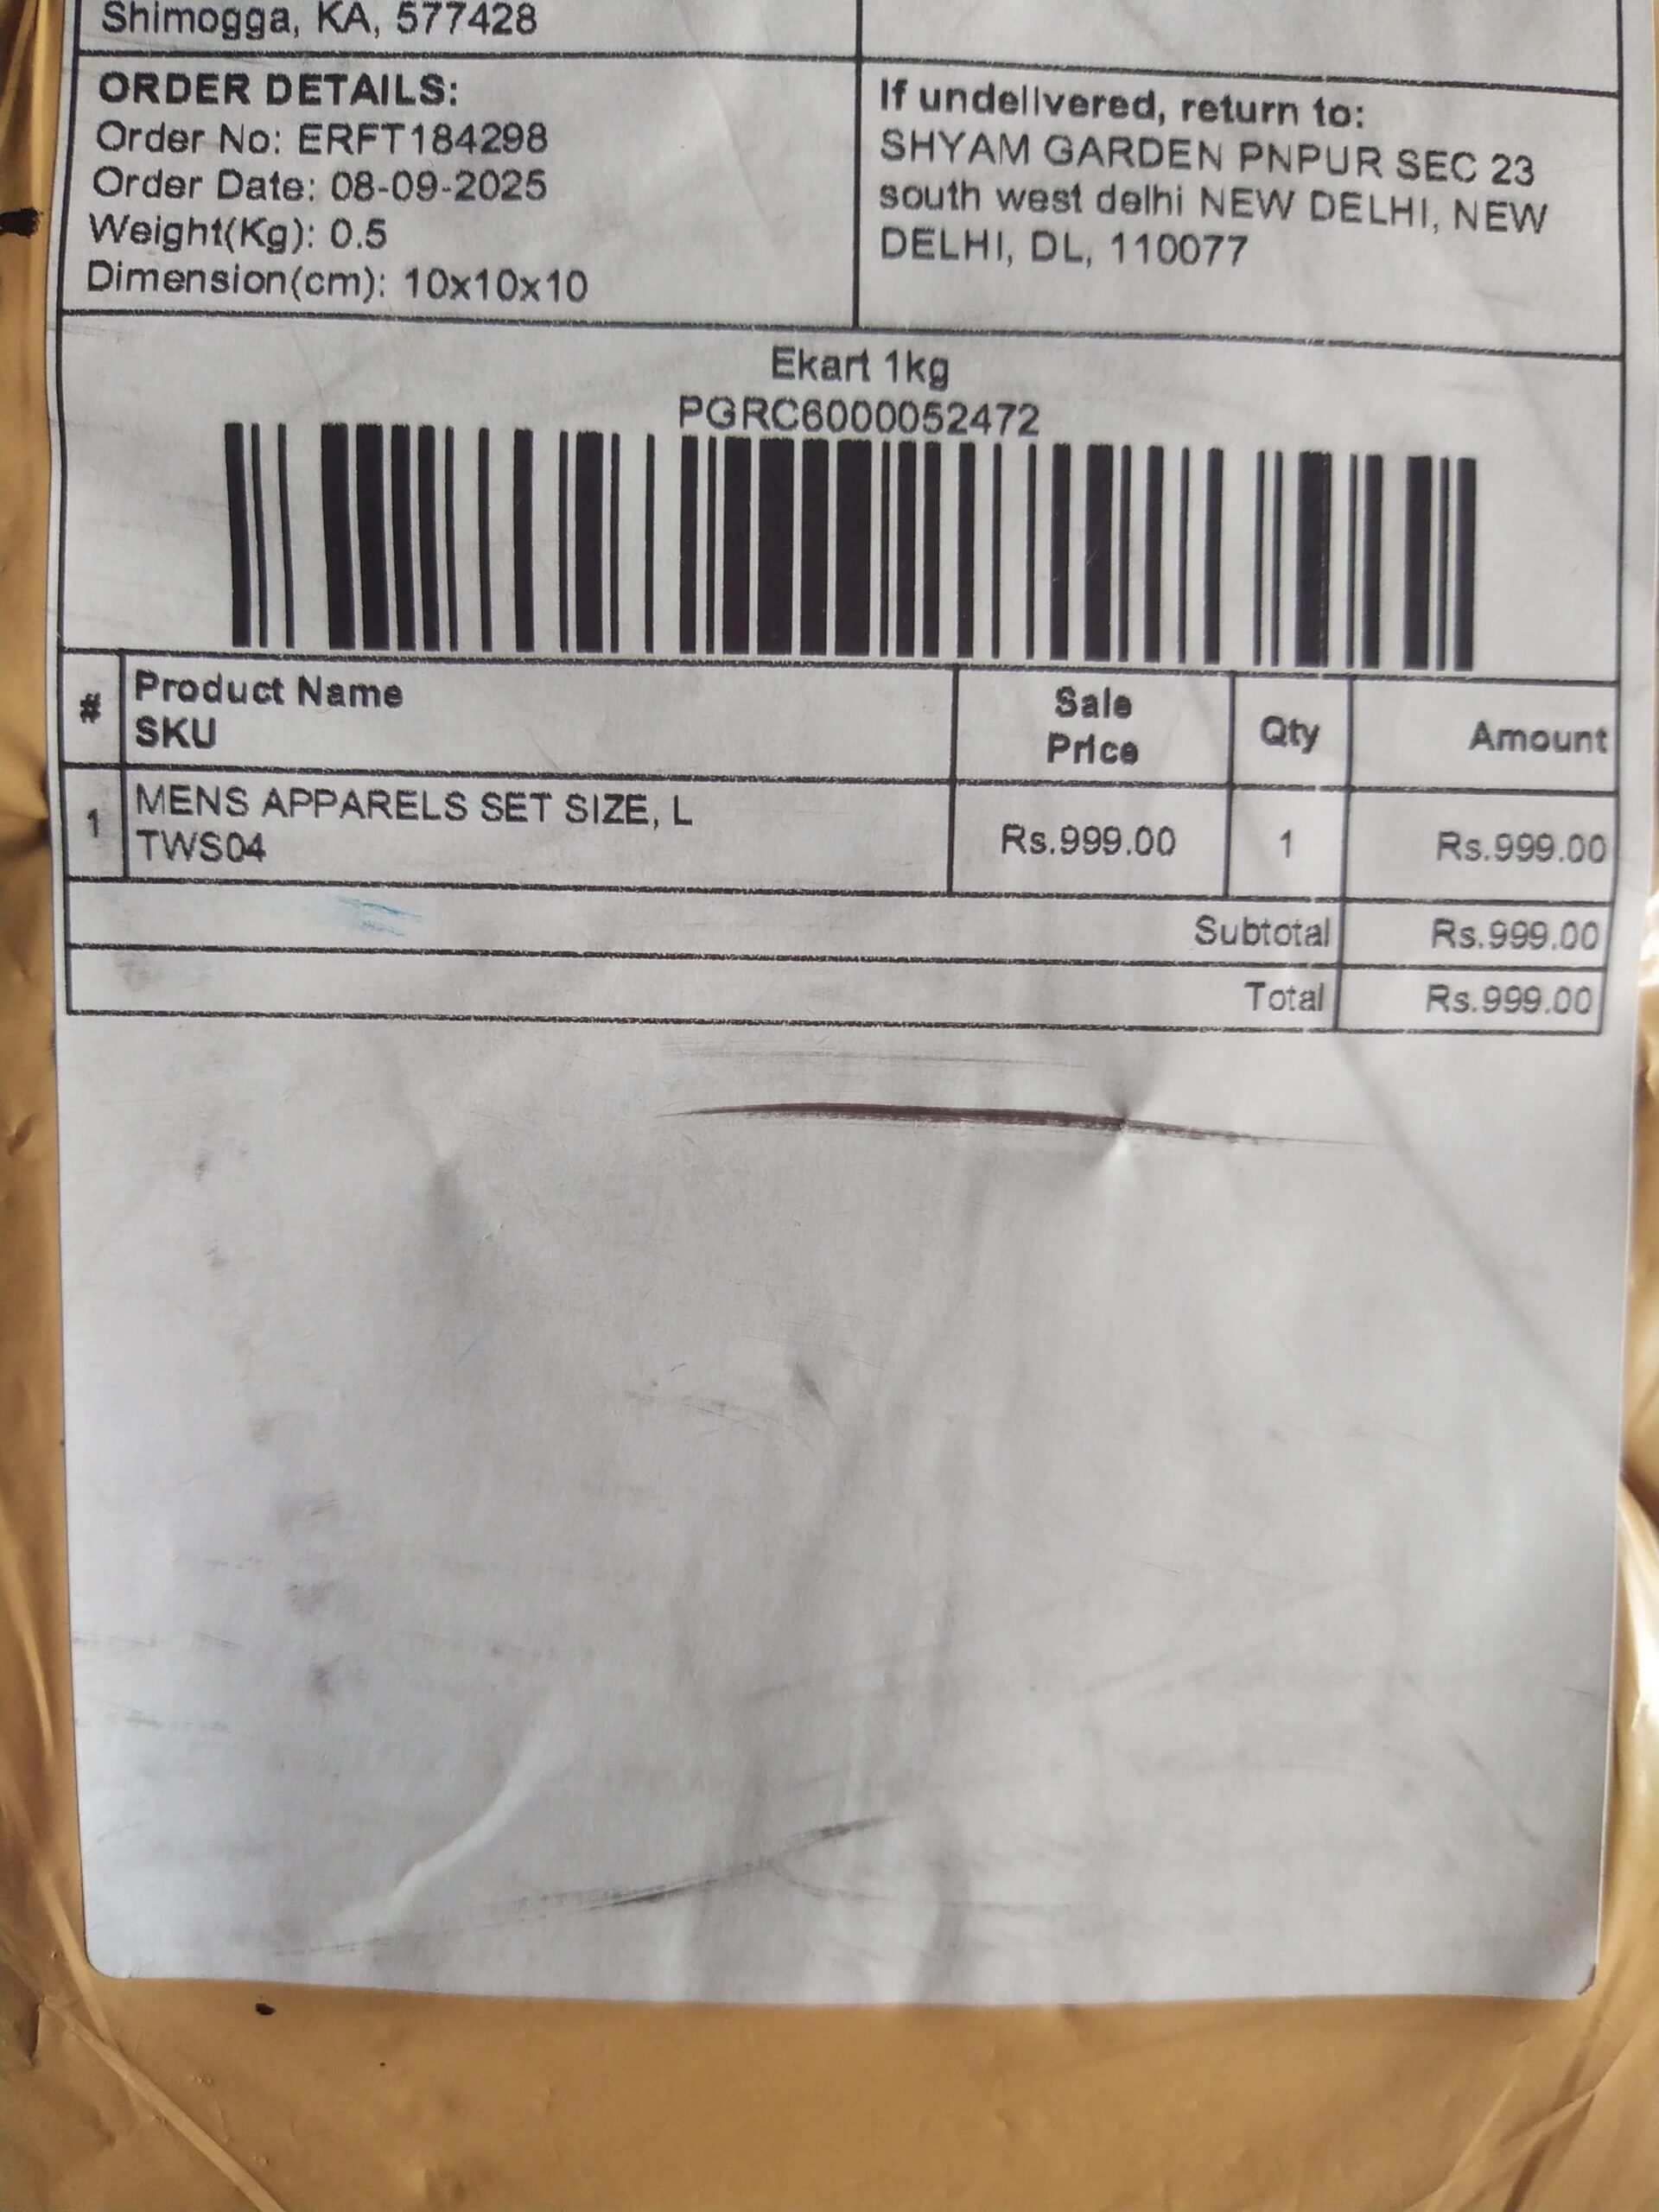 Shimogga, KA, 577428
ORDER DETAILS:
Order No: ERFT184298
Order Date: 08-09-2025
Weight(Kg): 0.5
Dimension(cm): 10x10x10
If undelivered, return to:
SHYAM GARDEN PNPUR SEC 23
south west delhi NEW DELHI, NEW
DELHI, DL, 110077
Ekart 1kg
PGRC6000052472
# Product Name SKU Sale Price Qty Amount
1 MENS APPARELS SET SIZE, L Rs.999.00 1 Rs.999.00
TWS04
Subtotal Rs.999.00
Total Rs.999.00